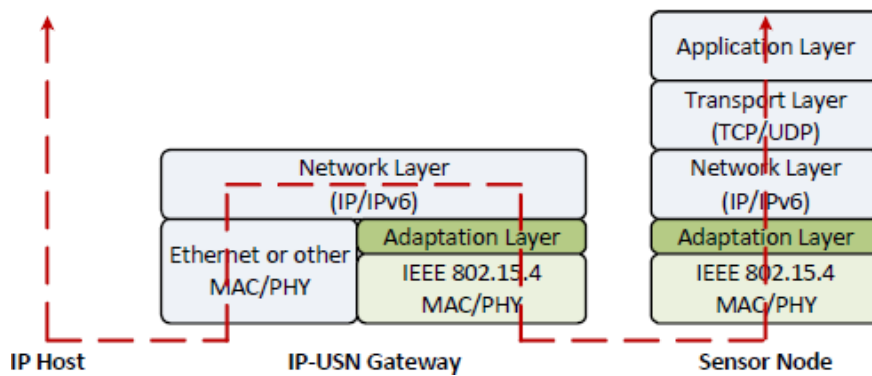 Application Layer
Transport Layer
(TCP/UDP)
Network Layer
(IP/IPv6)
Network Layer
(IP/IPv6)
Ethernet or other
MAC/PHY
Adaptation Layer
IEEE 802.15.4
MAC/PHY
Adaptation Layer
IEEE 802.15.4
MAC/PHY
IP Host
IP-USN Gateway
Sensor Node